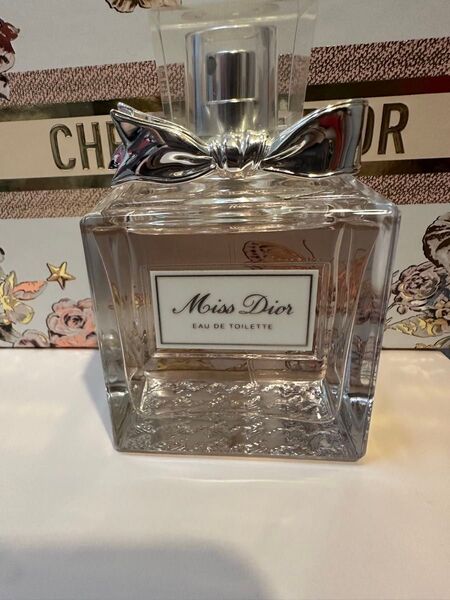 CHE OR
Miss Dior
EAU DE TOILETTE